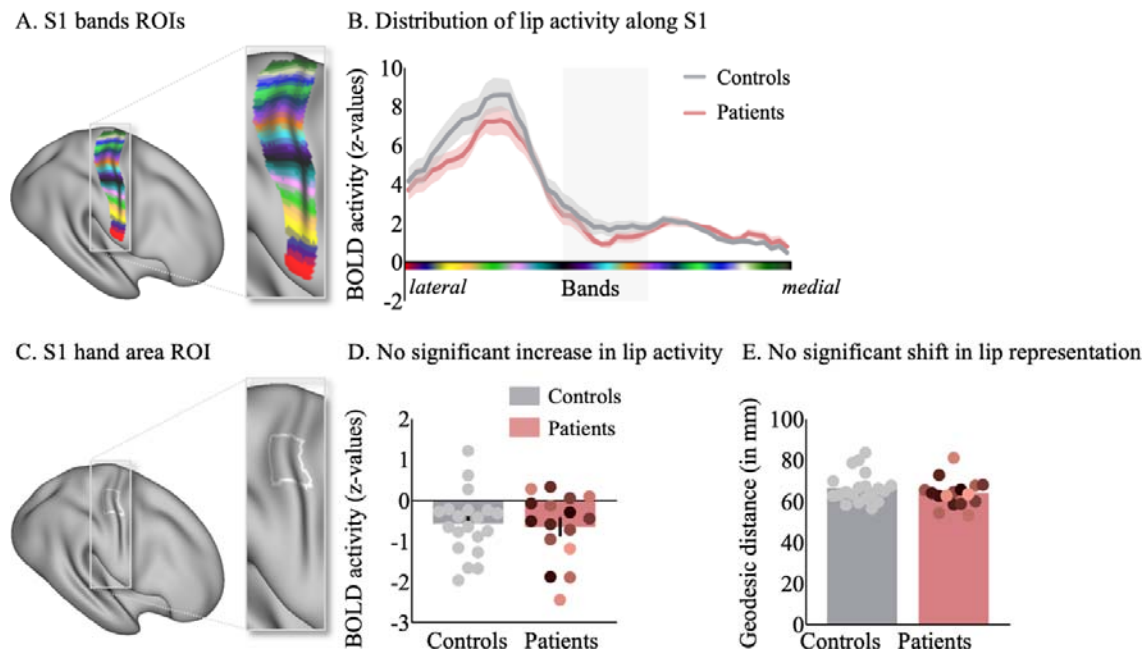 A. S1 bands ROIs
B. Distribution of lip activity along S1
BOLD activity (z-values)
10
8
6
4
2
0
-2
Controls
Patients
lateral
Bands
medial
C. S1 hand area ROI
D. No significant increase in lip activity
BOLD activity (z-values)
2
1
0
-1
-2
-3
Controls
Patients
Controls
Patients
E. No significant shift in lip representation
Geodesic distance (in mm)
100
80
60
40
20
0
Controls
Patients